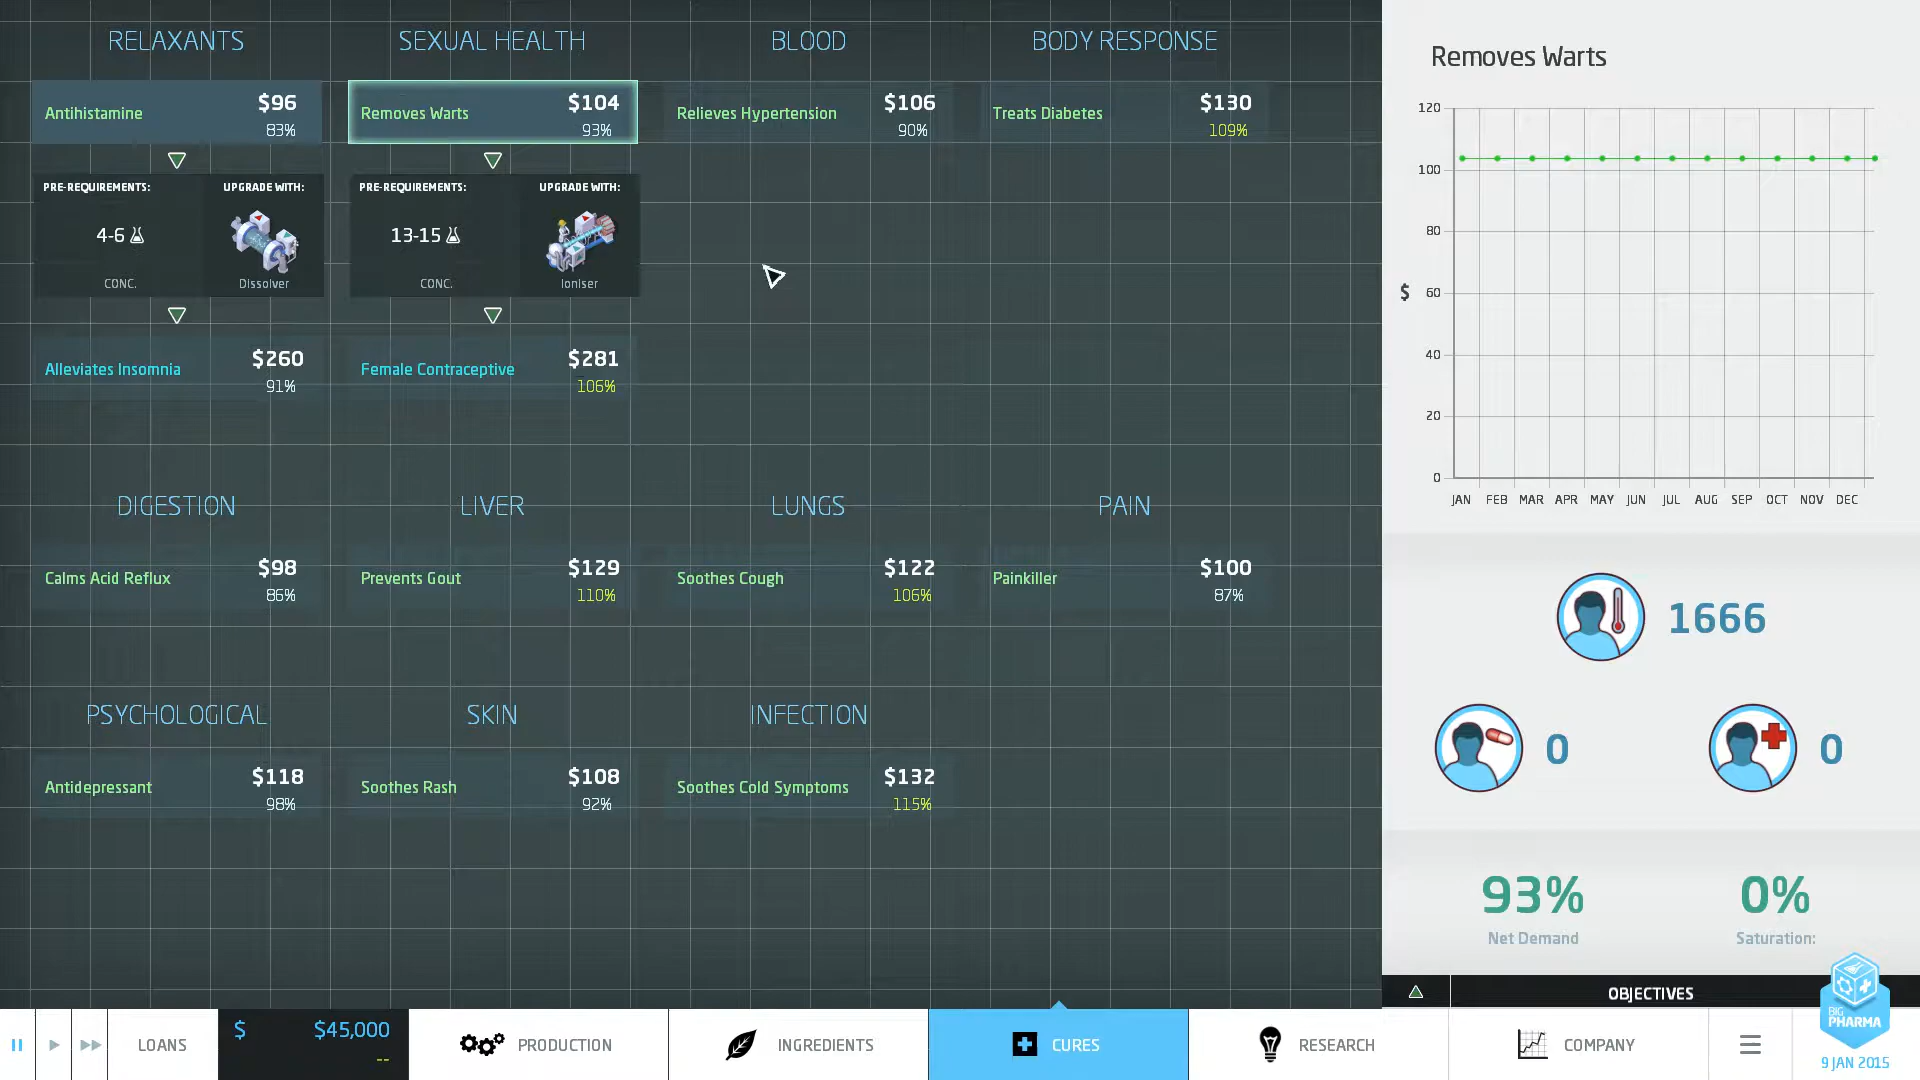 RELAXANTS
SEXUAL HEALTH
BLOOD
BODY RESPONSE
Antihistamine
$96
83%
Removes Warts
$104
93%
Relieves Hypertension
$106
90%
Treats Diabetes
$130
109%
PRE-REQUIREMENTS:
UPGRADE WITH:
4-6
CONC.
Dissolver
PRE-REQUIREMENTS:
UPGRADE WITH:
13-15
CONC.
Ioniser
Alleviates Insomnia
$260
91%
Female Contraceptive
$281
106%
DIGESTION
LIVER
LUNGS
PAIN
Calms Acid Reflux
$98
86%
Prevents Gout
$129
110%
Soothes Cough
$122
106%
Painkiller
$100
87%
PSYCHOLOGICAL
SKIN
INFECTION
Antidepressant
$118
98%
Soothes Rash
$108
92%
Soothes Cold Symptoms
$132
115%
Removes Warts
120
100
80
$ 60
40
20
0
JAN FEB MAR APR MAY JUN JUL AUG SEP OCT NOV DEC
1666
0
0
93%
Net Demand
0%
Saturation:
OBJECTIVES
BIG
PHARMA
9 JAN 2015
LOANS
$ $45,000
--
PRODUCTION
INGREDIENTS
CURES
RESEARCH
COMPANY